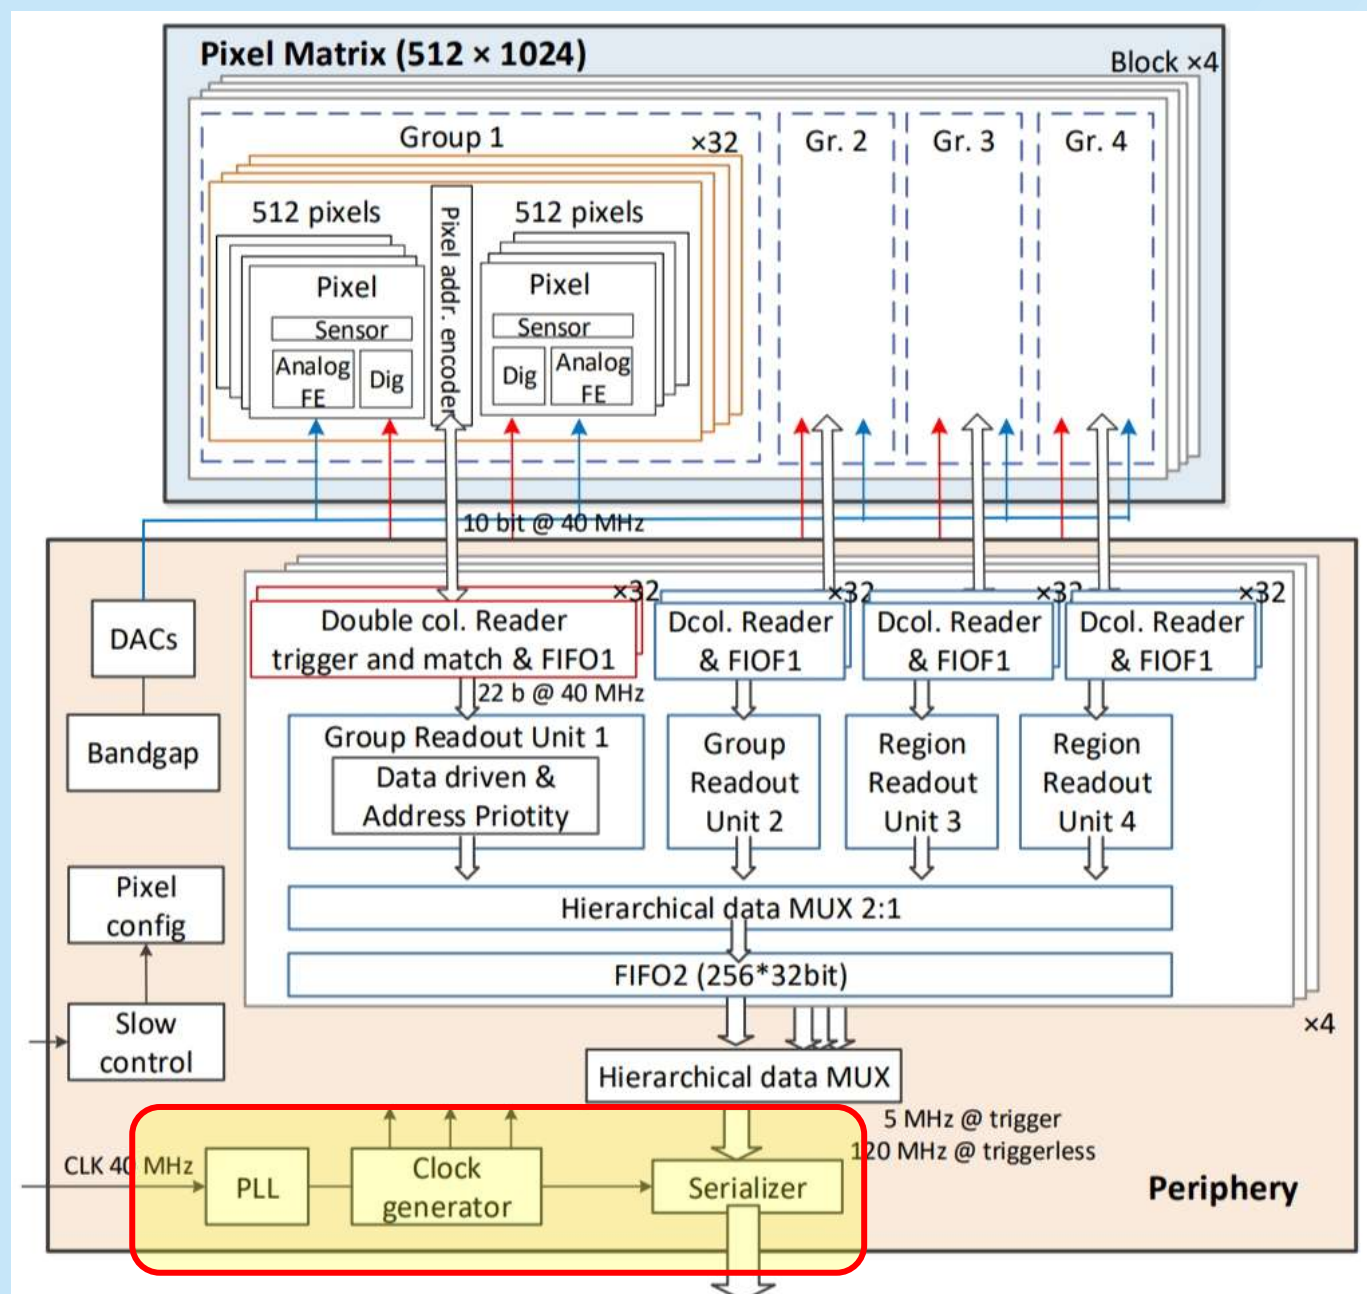 Pixel Matrix (512 × 1024)
Block ×4
Group 1
×32
Gr. 2
Gr. 3
Gr. 4
512 pixels
512 pixels
Pixel addr. encoder
Pixel
Sensor
Analog FE
Dig
Pixel
Sensor
Dig
Analog FE
10 bit @ 40 MHz
DACs
Bandgap
Pixel
config
Slow
control
×32
Double col. Reader
trigger and match & FIFO1
×32
Dcol. Reader
& FIOF1
×32
Dcol. Reader
& FIOF1
×32
Dcol. Reader
& FIOF1
22 b @ 40 MHz
Group Readout Unit 1
Data driven &
Address Priotity
Group
Readout
Unit 2
Region
Readout
Unit 3
Region
Readout
Unit 4
Hierarchical data MUX 2:1
FIFO2 (256*32bit)
×4
Hierarchical data MUX
5 MHz @ trigger
120 MHz @ triggerless
CLK 40 MHz
PLL
Clock
generator
Serializer
Periphery